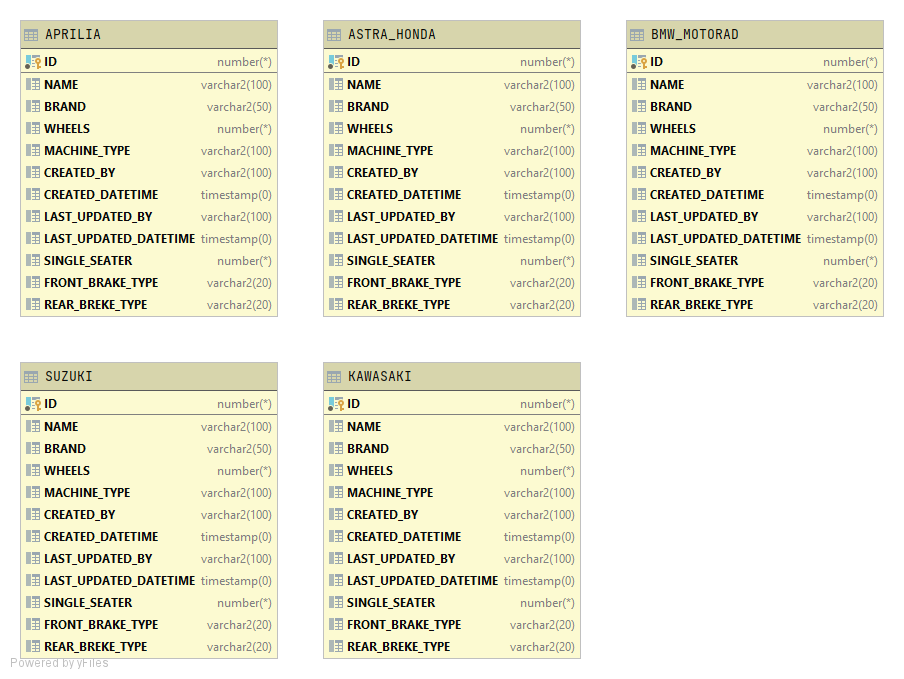 APRILIA
ID number(*)
NAME varchar2(100)
BRAND varchar2(50)
WHEELS number(*)
MACHINE_TYPE varchar2(100)
CREATED_BY varchar2(100)
CREATED_DATETIME timestamp(0)
LAST_UPDATED_BY varchar2(100)
LAST_UPDATED_DATETIME timestamp(0)
SINGLE_SEATER number(*)
FRONT_BRAKE_TYPE varchar2(20)
REAR_BREKE_TYPE varchar2(20)
ASTRA_HONDA
ID number(*)
NAME varchar2(100)
BRAND varchar2(50)
WHEELS number(*)
MACHINE_TYPE varchar2(100)
CREATED_BY varchar2(100)
CREATED_DATETIME timestamp(0)
LAST_UPDATED_BY varchar2(100)
LAST_UPDATED_DATETIME timestamp(0)
SINGLE_SEATER number(*)
FRONT_BRAKE_TYPE varchar2(20)
REAR_BREKE_TYPE varchar2(20)
BMW_MOTORAD
ID number(*)
NAME varchar2(100)
BRAND varchar2(50)
WHEELS number(*)
MACHINE_TYPE varchar2(100)
CREATED_BY varchar2(100)
CREATED_DATETIME timestamp(0)
LAST_UPDATED_BY varchar2(100)
LAST_UPDATED_DATETIME timestamp(0)
SINGLE_SEATER number(*)
FRONT_BRAKE_TYPE varchar2(20)
REAR_BREKE_TYPE varchar2(20)
SUZUKI
ID number(*)
NAME varchar2(100)
BRAND varchar2(50)
WHEELS number(*)
MACHINE_TYPE varchar2(100)
CREATED_BY varchar2(100)
CREATED_DATETIME timestamp(0)
LAST_UPDATED_BY varchar2(100)
LAST_UPDATED_DATETIME timestamp(0)
SINGLE_SEATER number(*)
FRONT_BRAKE_TYPE varchar2(20)
REAR_BREKE_TYPE varchar2(20)
KAWASAKI
ID number(*)
NAME varchar2(100)
BRAND varchar2(50)
WHEELS number(*)
MACHINE_TYPE varchar2(100)
CREATED_BY varchar2(100)
CREATED_DATETIME timestamp(0)
LAST_UPDATED_BY varchar2(100)
LAST_UPDATED_DATETIME timestamp(0)
SINGLE_SEATER number(*)
FRONT_BRAKE_TYPE varchar2(20)
REAR_BREKE_TYPE varchar2(20)
Powered by yFiles